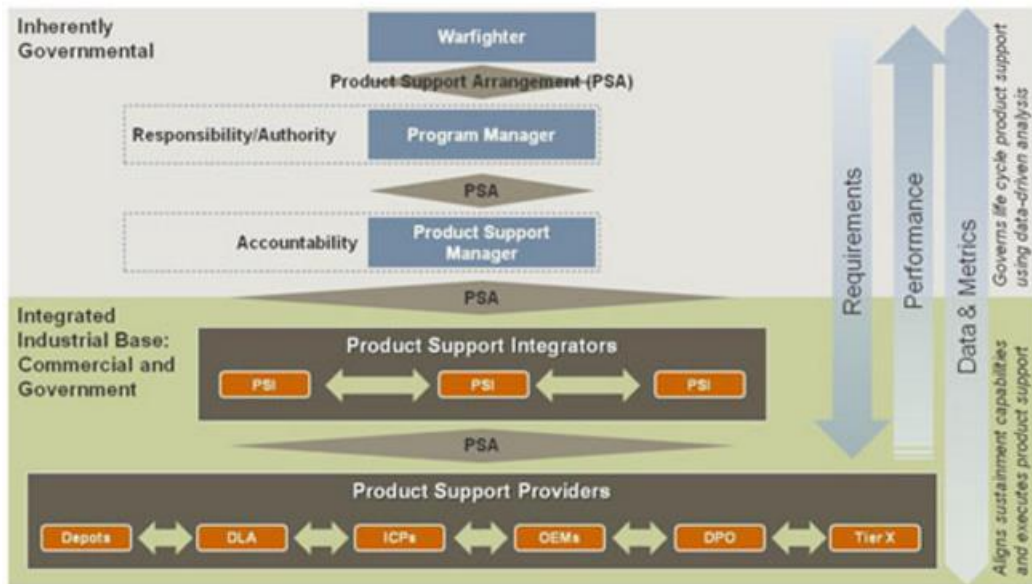 Inherently
Governmental
Warfighter
Product Support Arrangement (PSA)
Responsibility/Authority
Program Manager
PSA
Accountability
Product Support
Manager
PSA
Integrated
Industrial Base:
Commercial and
Government
Product Support Integrators
PSI
PSI
PSI
PSA
Product Support Providers
Depots
DLA
ICPs
OEMs
DPO
Tier X
Requirements
Performance
Data & Metrics
Governs life cycle product support
using data-driven analysis
Aligns sustainment capabilities
and executes product support